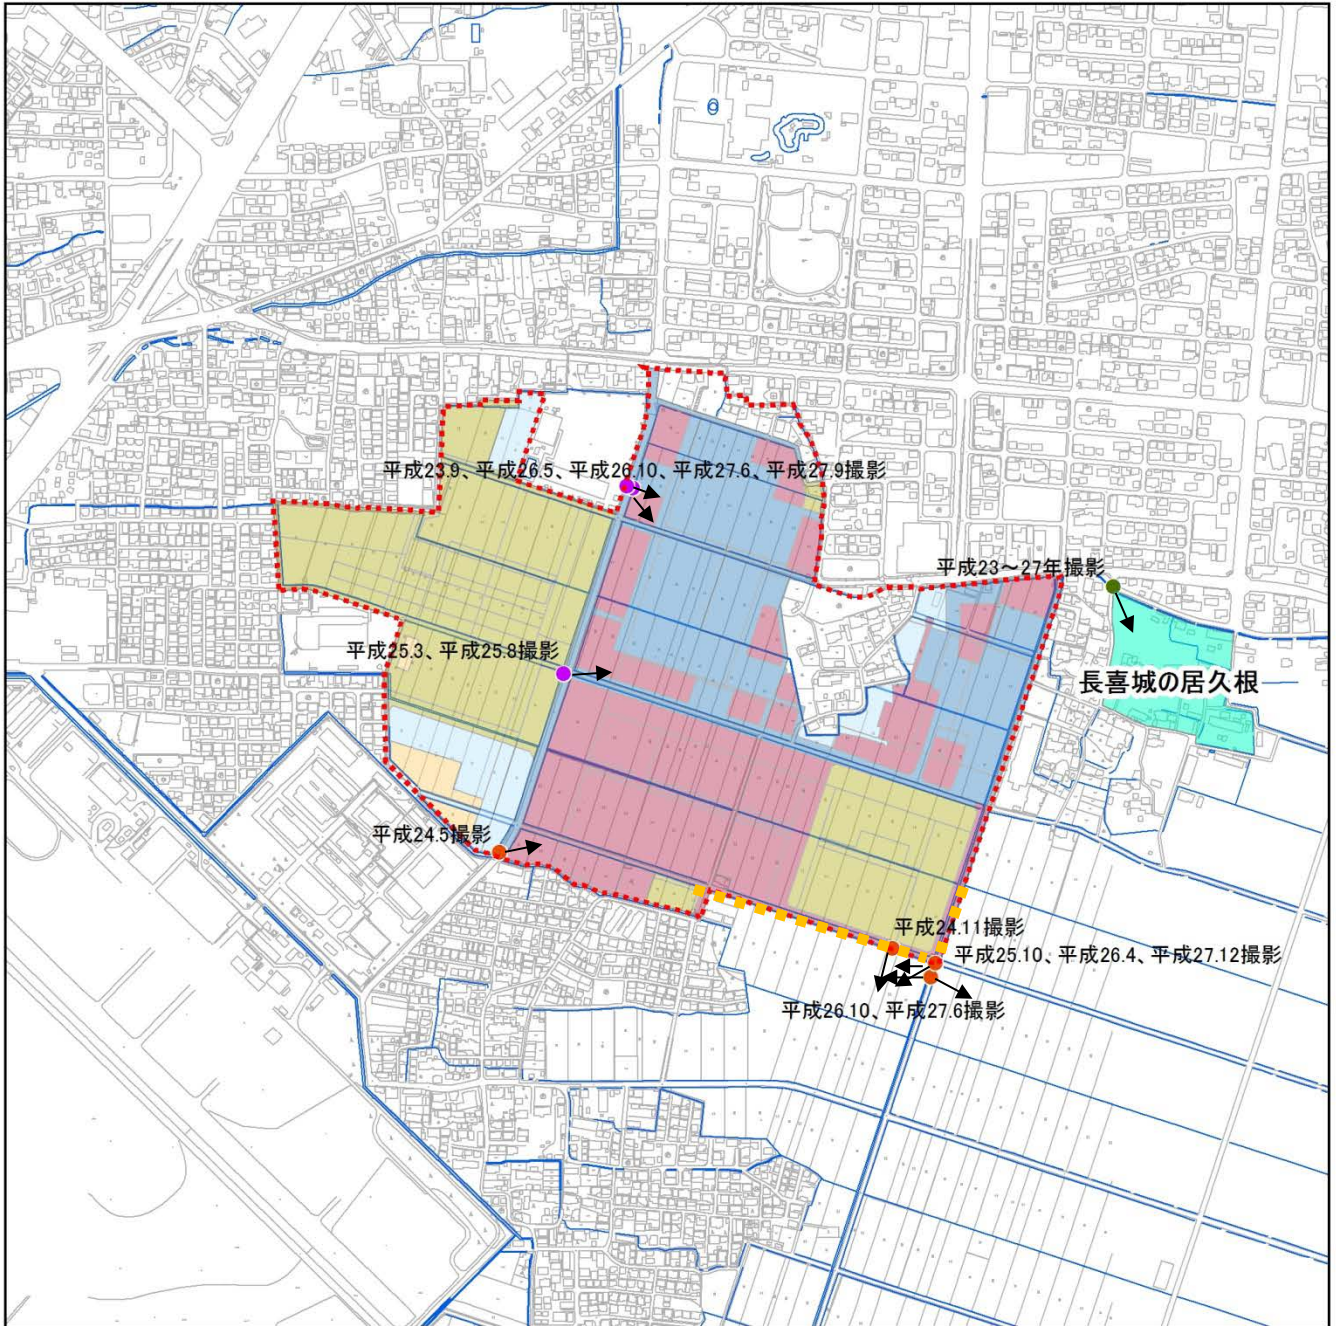 平成23.9、平成26.5、平成26.10、平成27.6、平成27.9撮影
平成23～27年撮影
平成25.3、平成25.8撮影
長喜城の居久根
平成24.5撮影
平成24.11撮影
平成25.10、平成26.4、平成27.12撮影
平成26.10、平成27.6撮影